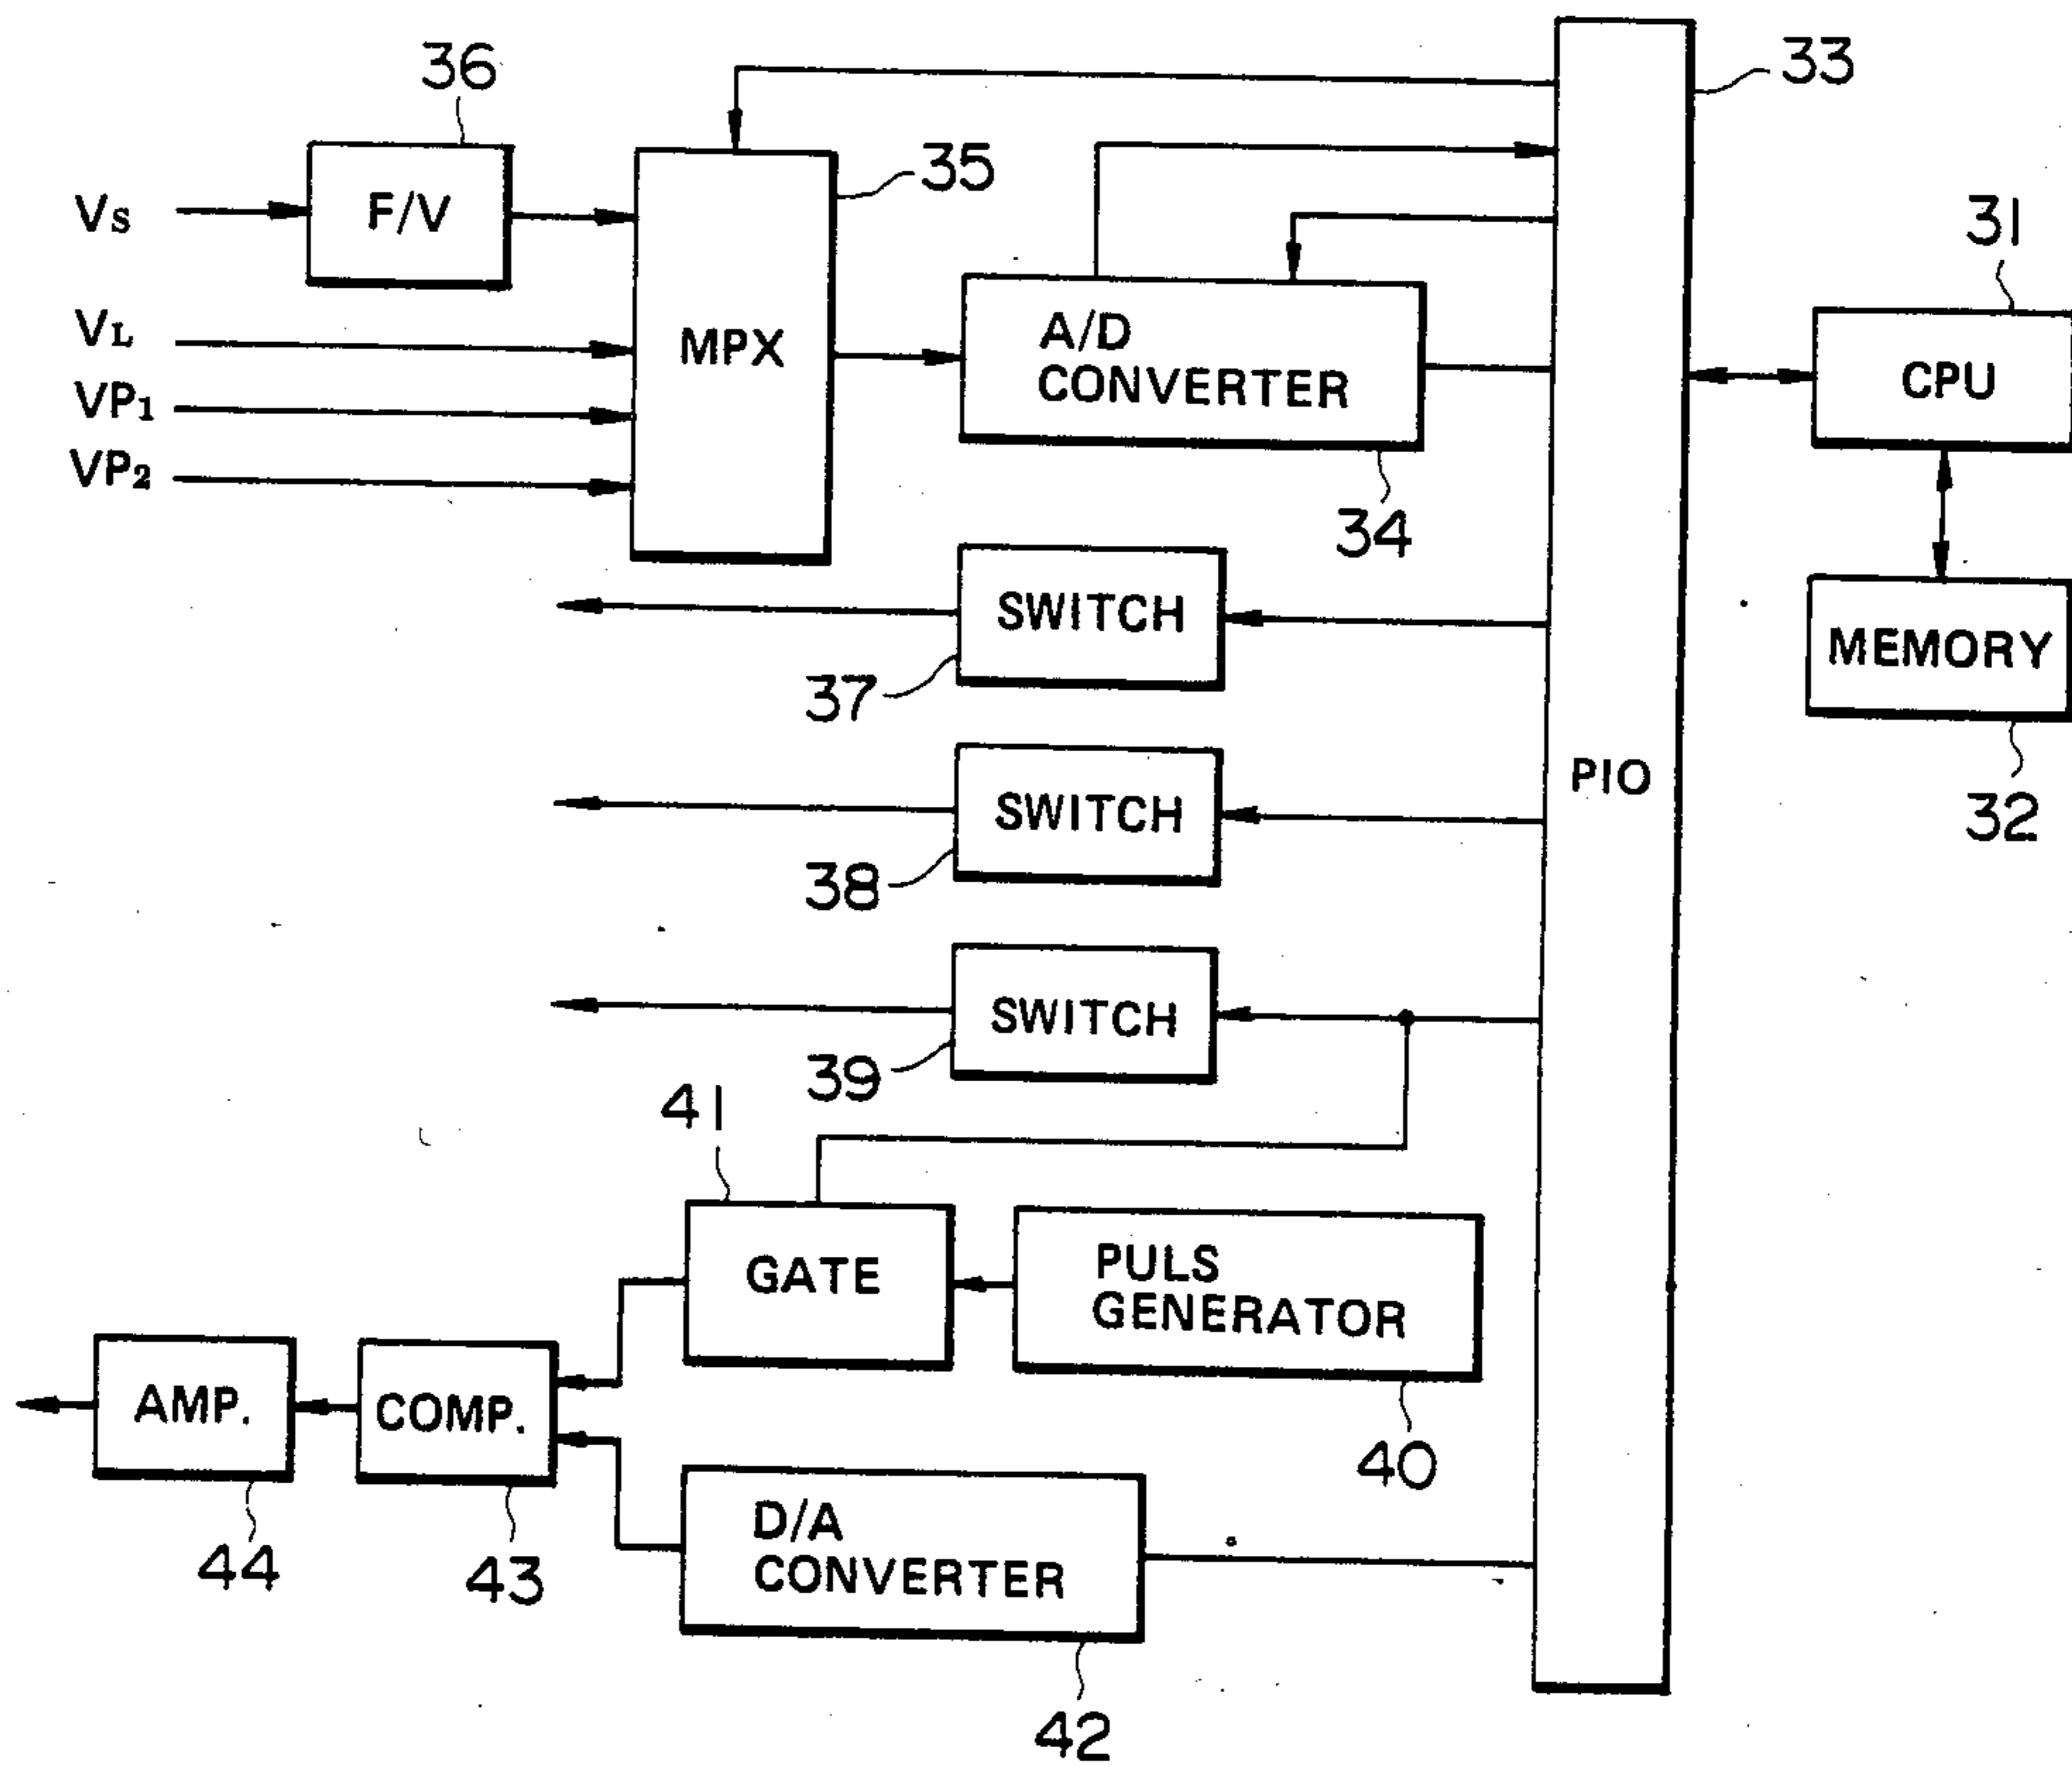 36
33
35
Vs
F/V
31
VL
MPX
A/D
CONVERTER
CPU
VP1
VP2
34
SWITCH
MEMORY
37
PIO
32
SWITCH
38
SWITCH
39
41
GATE
PULS
GENERATOR
AMP.
COMP.
40
D/A
CONVERTER
44
43
42